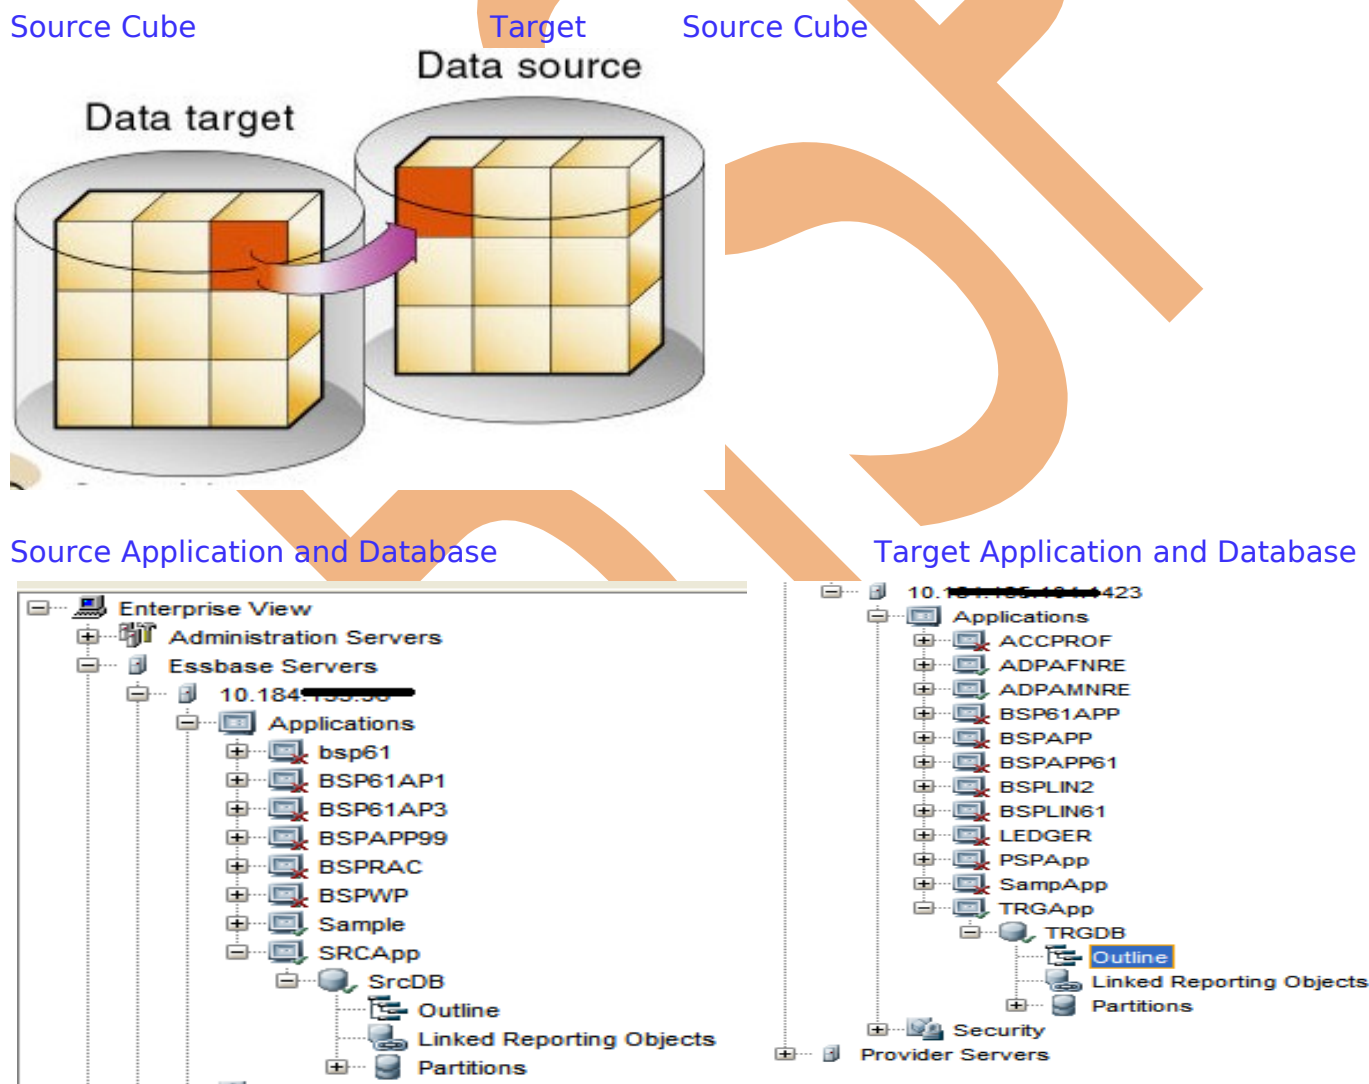 Source Cube Target Source Cube
Data source
Data target
Source Application and Database Target Application and Database
Enterprise View
Administration Servers
Essbase Servers
10.184.
Applications
bsp61
BSP61AP1
BSP61AP3
BSPAPP99
BSPRAC
BSPWP
Sample
SRCApp
SrcDB
Outline
Linked Reporting Objects
Partitions
1423
Applications
ACCPROF
ADPAFNRE
ADPAMNRE
BSP61APP
BSPAPP
BSPAPP61
BSPLIN2
BSPLIN61
LEDGER
PSPApp
SampApp
TRGApp
TRGDB
Outline
Linked Reporting Objects
Partitions
Security
Provider Servers